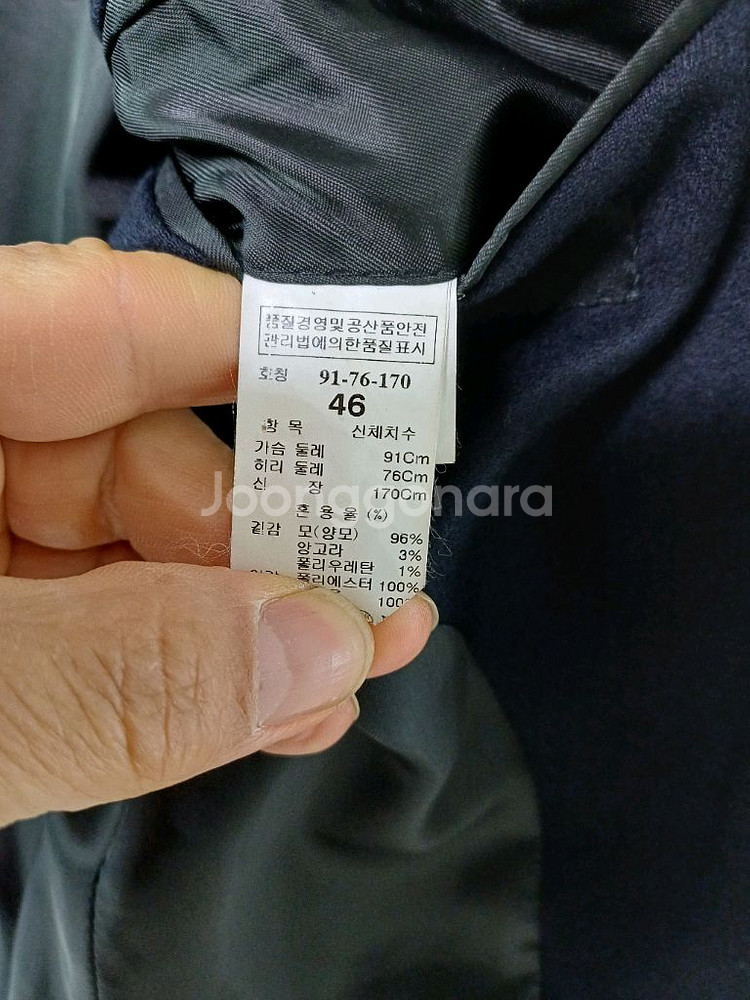 품질경영및공산품안전
관리법에의한품질표시
호칭 91-76-170
46
항 목 신체치수
가슴 둘레 91Cm
허리 둘레 76Cm
신 장 170Cm
혼 용 율 (%)
겉감 모(양모) 96%
앙고라 3%
폴리우레탄 1%
폴리에스터 100%
Joonggonara